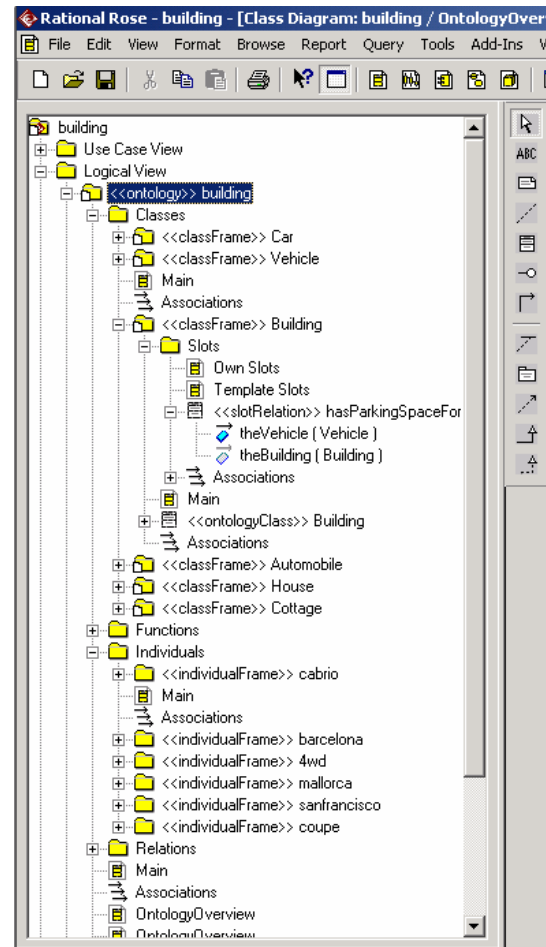 Rational Rose - building - [Class Diagram: building / OntologyOver
File Edit View Format Browse Report Query Tools Add-Ins
building
Use Case View
Logical View
<<ontology>> building
Classes
<<classFrame>> Car
<<classFrame>> Vehicle
Main
Associations
<<classFrame>> Building
Slots
Own Slots
Template Slots
<<slotRelation>> hasParkingSpaceFor
theVehicle ( Vehicle )
theBuilding ( Building )
Associations
Main
<<ontologyClass>> Building
Associations
<<classFrame>> Automobile
<<classFrame>> House
<<classFrame>> Cottage
Functions
Individuals
<<individualFrame>> cabrio
Main
Associations
<<individualFrame>> barcelona
<<individualFrame>> 4wd
<<individualFrame>> mallorca
<<individualFrame>> sanfrancisco
<<individualFrame>> coupe
Relations
Main
Associations
OntologyOverview
OntologyOverview
ABC